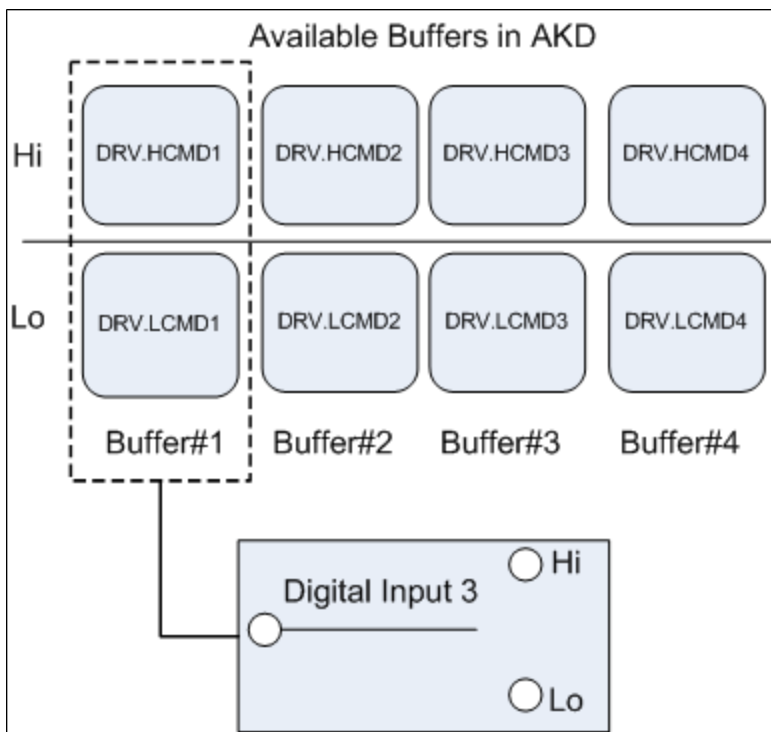 Available Buffers in AKD
Hi
DRV.HCMD1
DRV.HCMD2
DRV.HCMD3
DRV.HCMD4
Lo
DRV.LCMD1
DRV.LCMD2
DRV.LCMD3
DRV.LCMD4
Buffer#1
Buffer#2
Buffer#3
Buffer#4
Digital Input 3
Hi
Lo